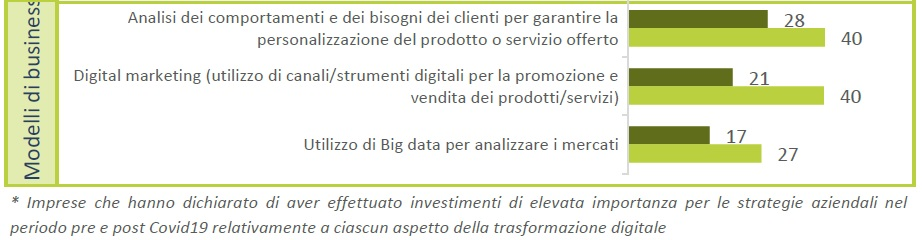 Modelli di business
Analisi dei comportamenti e dei bisogni dei clienti per garantire la
personalizzazione del prodotto o servizio offerto
28
40
Digital marketing (utilizzo di canali/strumenti digitali per la promozione e
vendita dei prodotti/servizi)
21
40
Utilizzo di Big data per analizzare i mercati
17
27
* Imprese che hanno dichiarato di aver effettuato investimenti di elevata importanza per le strategie aziendali nel
periodo pre e post Covid19 relativamente a ciascun aspetto della trasformazione digitale